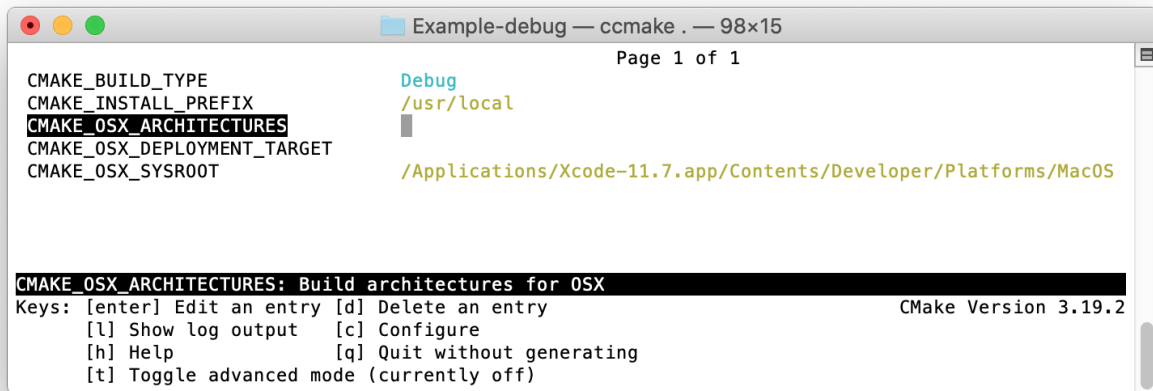 Example-debug — ccmake . — 98×15
Page 1 of 1
CMAKE_BUILD_TYPE Debug
CMAKE_INSTALL_PREFIX /usr/local
CMAKE_OSX_ARCHITECTURES
CMAKE_OSX_DEPLOYMENT_TARGET
CMAKE_OSX_SYSROOT /Applications/Xcode-11.7.app/Contents/Developer/Platforms/MacOS
CMAKE_OSX_ARCHITECTURES: Build architectures for OSX
Keys: [enter] Edit an entry [d] Delete an entry CMake Version 3.19.2
[l] Show log output [c] Configure
[h] Help [q] Quit without generating
[t] Toggle advanced mode (currently off)